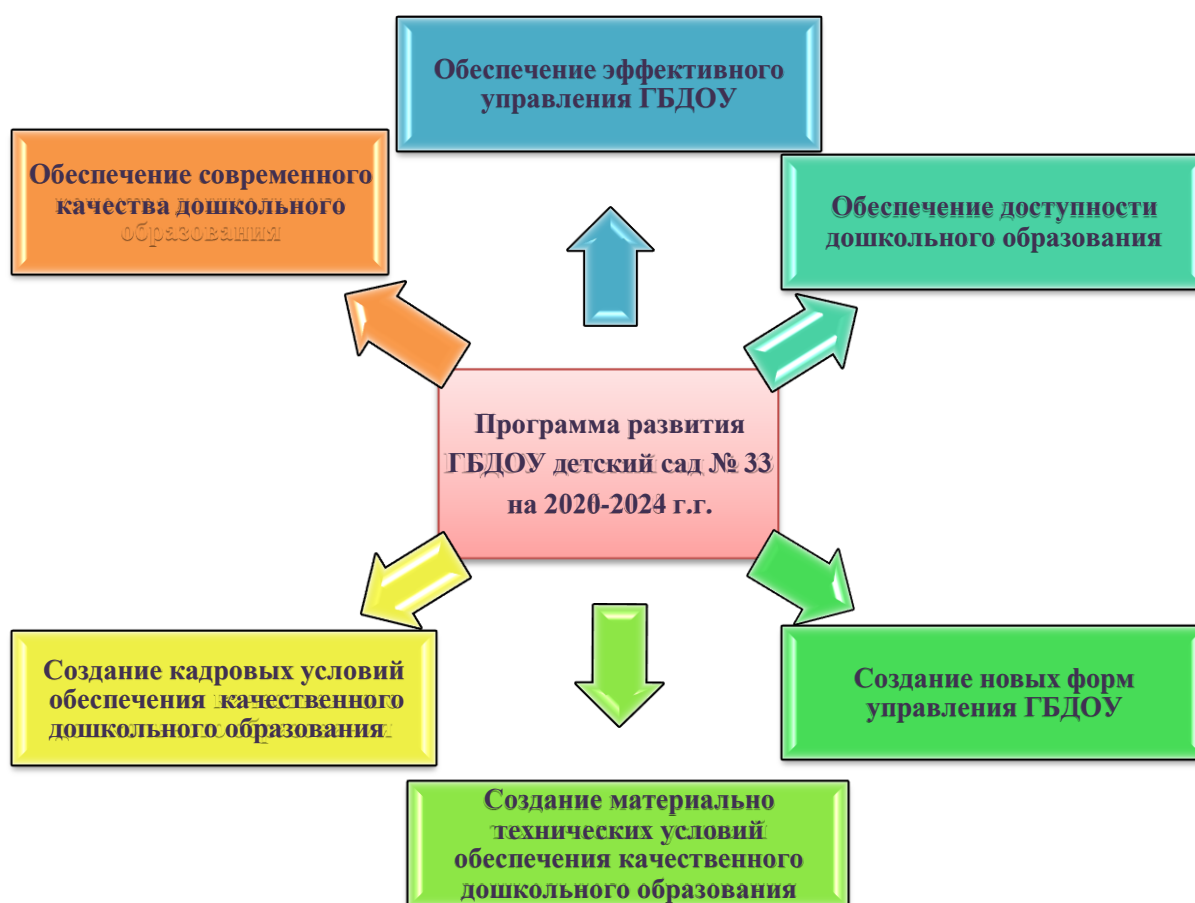 Обеспечение эффективного
управления ГБДОУ
Обеспечение современного
качества дошкольного
образования
Обеспечение доступности
дошкольного образования
Программа развития
ГБДОУ детский сад № 33
на 2020-2024 г.г.
Создание кадровых условий
обеспечения качественного
дошкольного образования
Создание новых форм
управления ГБДОУ
Создание материально
технических условий
обеспечения качественного
дошкольного образования